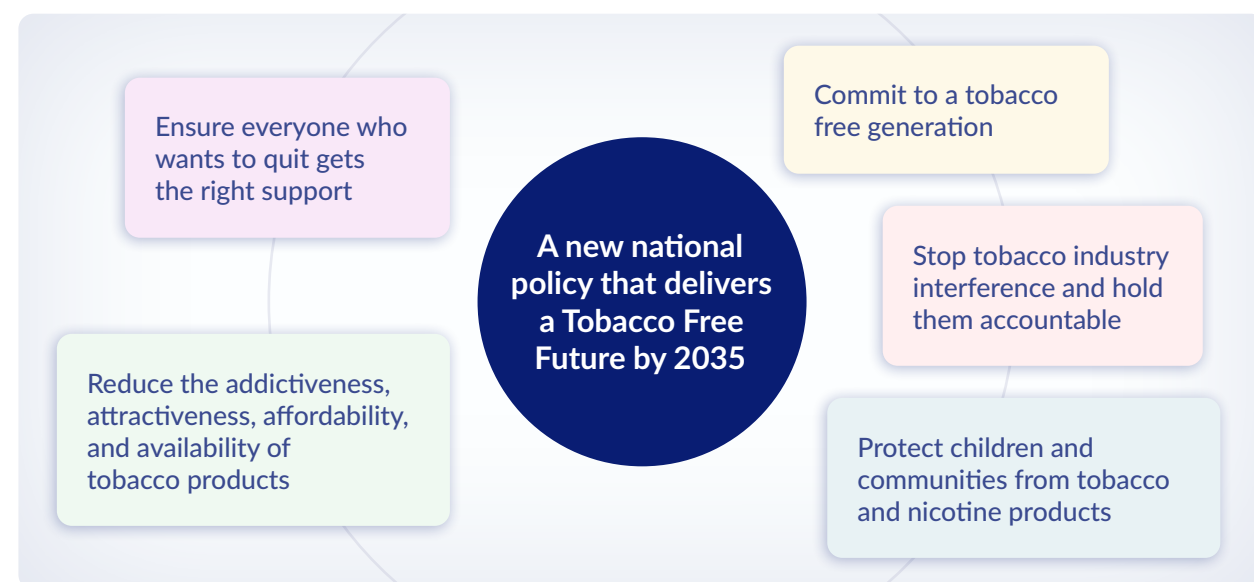 Ensure everyone who
wants to quit gets
the right support
Reduce the addictiveness,
attractiveness, affordability,
and availability of
tobacco products
A new national
policy that delivers
a Tobacco Free
Future by 2035
Commit to a tobacco
free generation
Stop tobacco industry
interference and hold
them accountable
Protect children and
communities from tobacco
and nicotine products